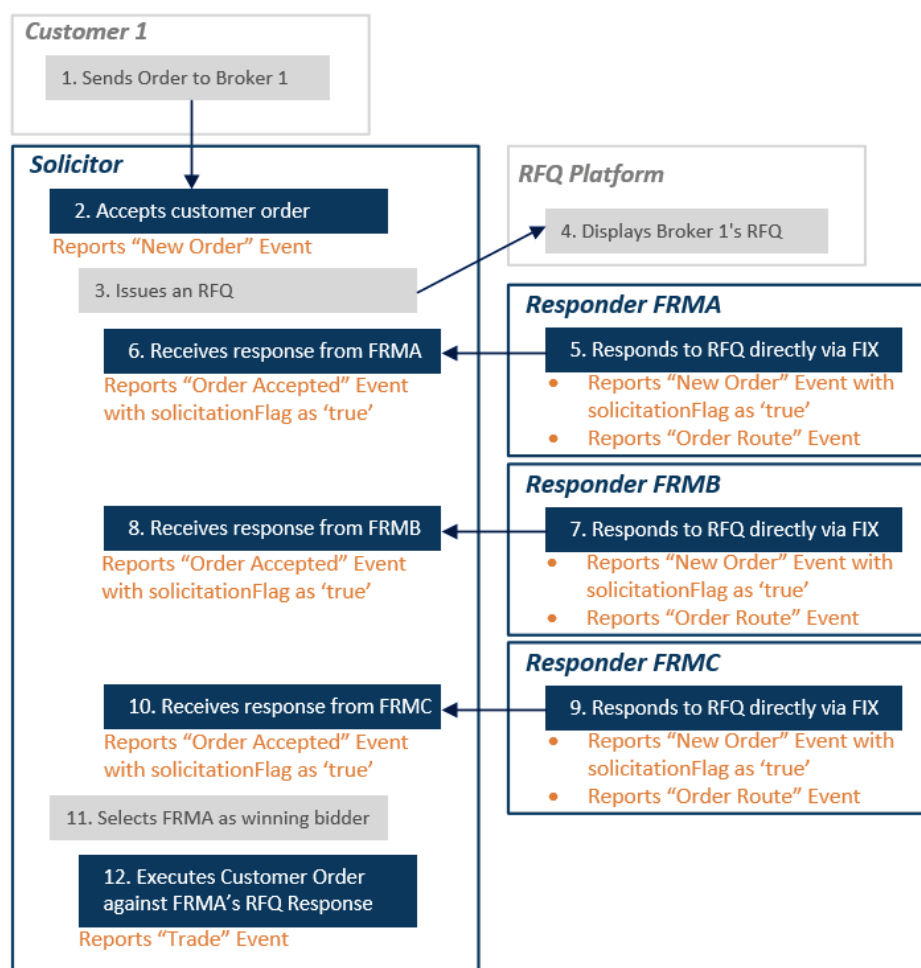 Customer 1
1. Sends Order to Broker 1
Solicitor
2. Accepts customer order
Reports “New Order” Event
3. Issues an RFQ
RFQ Platform
4. Displays Broker 1's RFQ
Responder FRMA
5. Responds to RFQ directly via FIX
• Reports “New Order” Event with
solicitationFlag as ‘true’
• Reports “Order Route” Event
6. Receives response from FRMA
Reports “Order Accepted” Event
with solicitationFlag as ‘true’
Responder FRMB
7. Responds to RFQ directly via FIX
• Reports “New Order” Event with
solicitationFlag as ‘true’
• Reports “Order Route” Event
8. Receives response from FRMB
Reports “Order Accepted” Event
with solicitationFlag as ‘true’
Responder FRMC
9. Responds to RFQ directly via FIX
• Reports “New Order” Event with
solicitationFlag as ‘true’
• Reports “Order Route” Event
10. Receives response from FRMC
Reports “Order Accepted” Event
with solicitationFlag as ‘true’
11. Selects FRMA as winning bidder
12. Executes Customer Order
against FRMA’s RFQ Response
Reports “Trade” Event